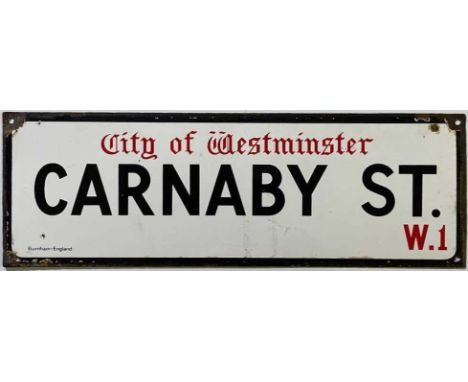 City of Westminster
CARNABY ST.
W.1
Burnham-England